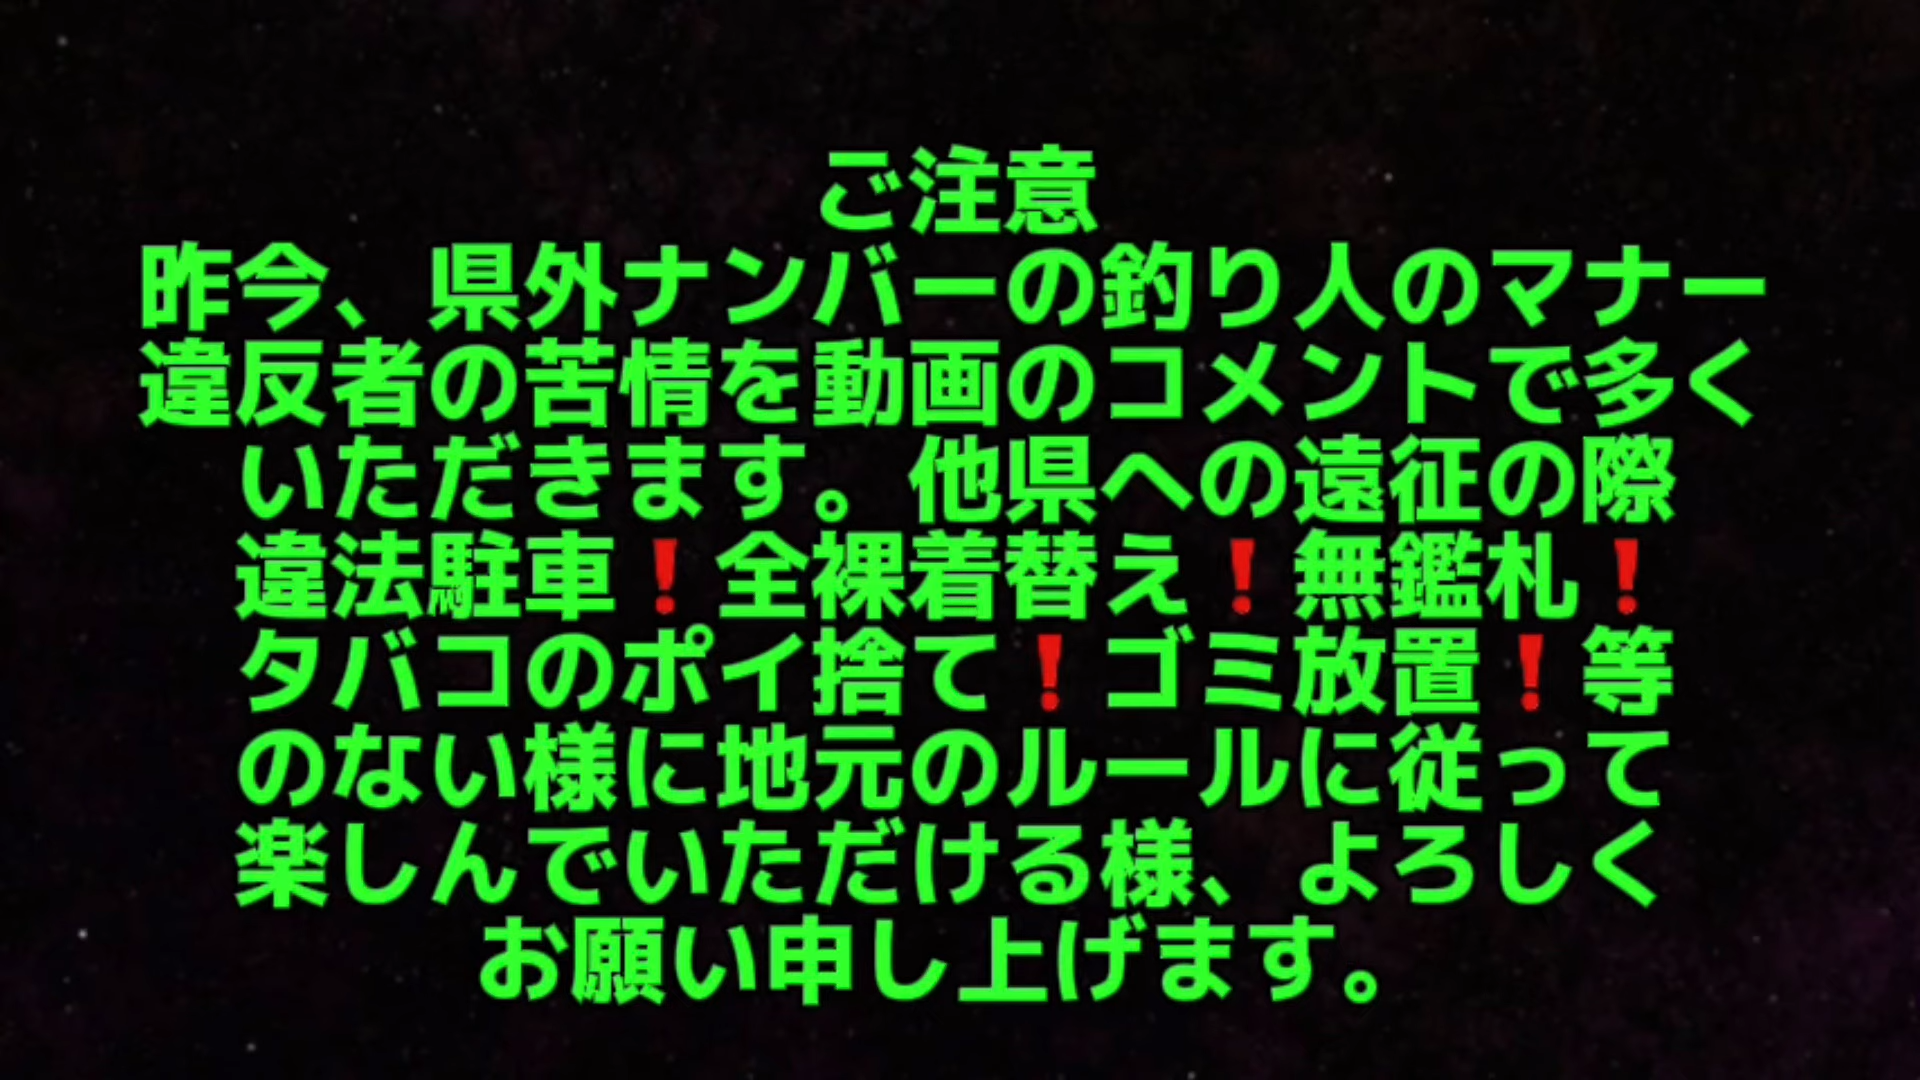 ご注意
昨今、県外ナンバーの釣り人のマナー
違反者の苦情を動画のコメントで多く
いただきます。他県への遠征の際
違法駐車❗全裸着替え❗無鑑札❗
タバコのポイ捨て❗ゴミ放置❗等
のない様に地元のルールに従って
楽しんでいただける様、よろしく
お願い申し上げます。